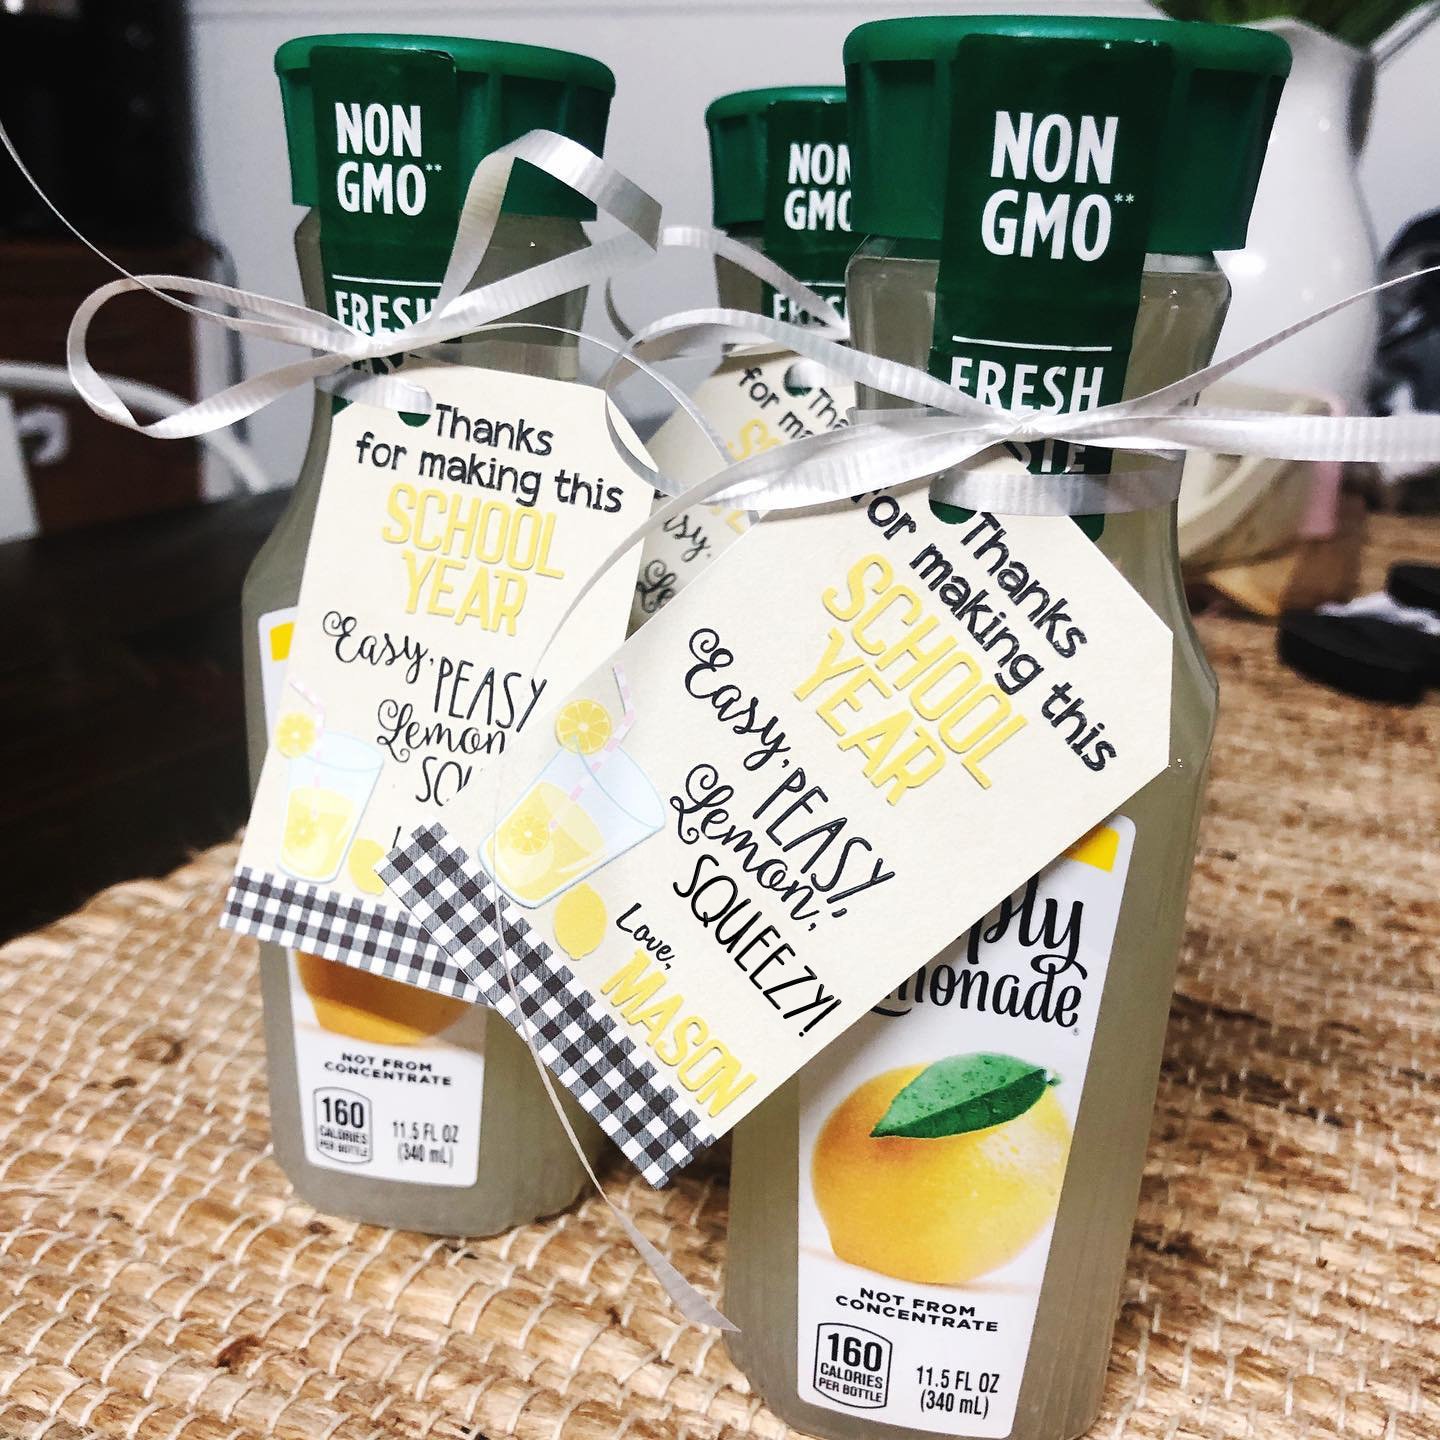 NON
GMO**
FRESH
Thanks
for making this
SCHOOL
YEAR
Easy, PEASY
Lemon
NOT FROM
CONCENTRATE
160
CALORIES
PER BOTTLE
11.5 FL OZ
(340 mL)
NON
GMO
for
NON
GMO**
FRESH
Thanks
for making this
SCHOOL
YEAR
Easy, PEASY,
Lemon,
SQUEEZY!
Love,
MASON
NOT FROM
CONCENTRATE
160
CALORIES
PER BOTTLE
11.5 FL OZ
(340 mL)